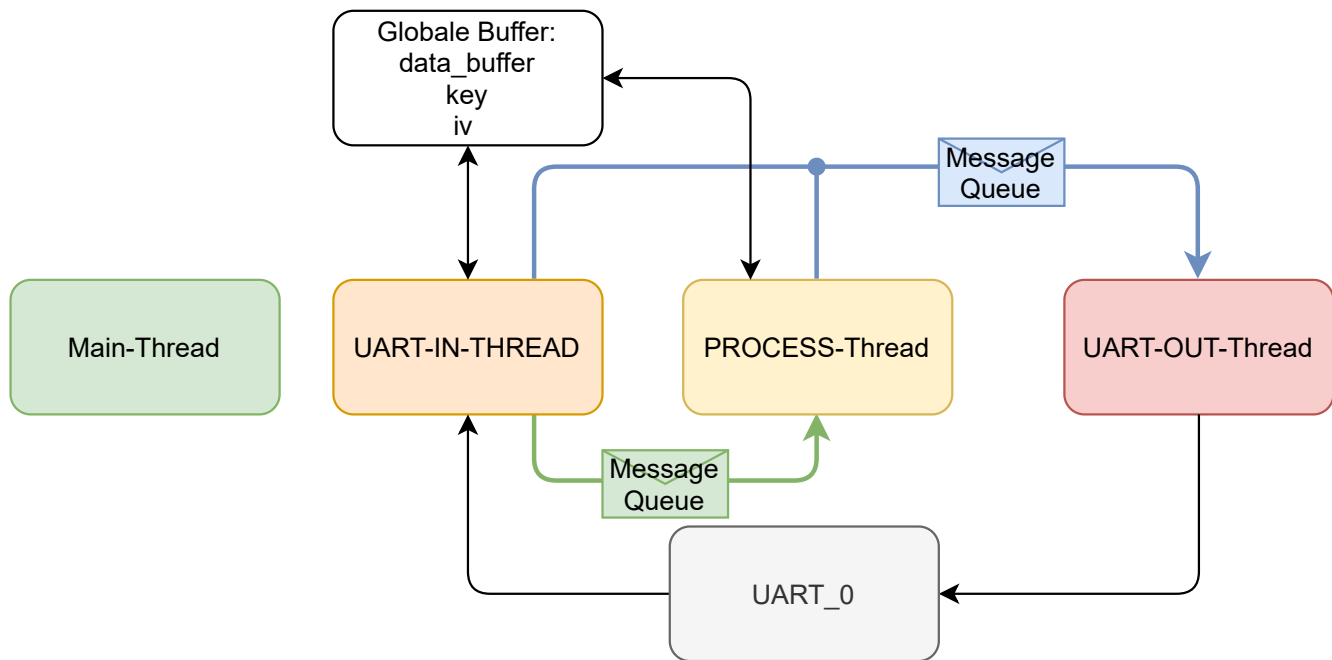 Globale Buffer:
data_buffer
key
iv
Message
Queue
Main-Thread
UART-IN-THREAD
PROCESS-Thread
UART-OUT-Thread
Message
Queue
UART_0